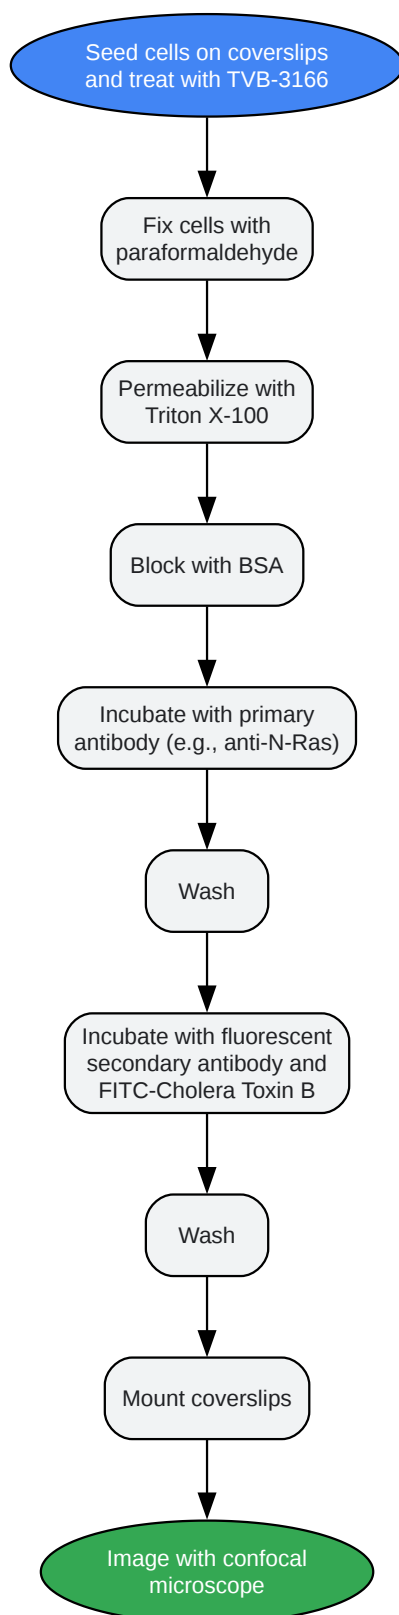 Seed cells on coverslips
and treat with TVB-3166
Fix cells with
paraformaldehyde
Permeabilize with
Triton X-100
Block with BSA
Incubate with primary
antibody (e.g., anti-N-Ras)
Wash
Incubate with fluorescent
secondary antibody and
FITC-Cholera Toxin B
Wash
Mount coverslips
Image with confocal
microscope